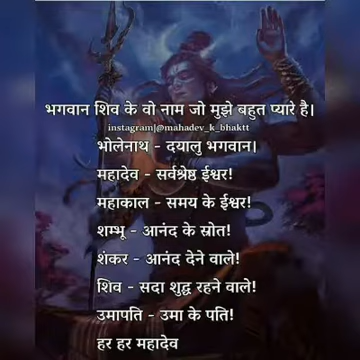 भगवान शिव के वो नाम जो मुझे बहुत प्यारे है।
instagram|@mahadev_k_bhaktt
भोलेनाथ - दयालु भगवान।
महादेव - सर्वश्रेष्ठ ईश्वर!
महाकाल - समय के ईश्वर!
शम्भू - आनंद के स्रोत!
शंकर - आनंद देने वाले!
शिव - सदा शुद्ध रहने वाले!
उमापति - उमा के पति!
हर हर महादेव